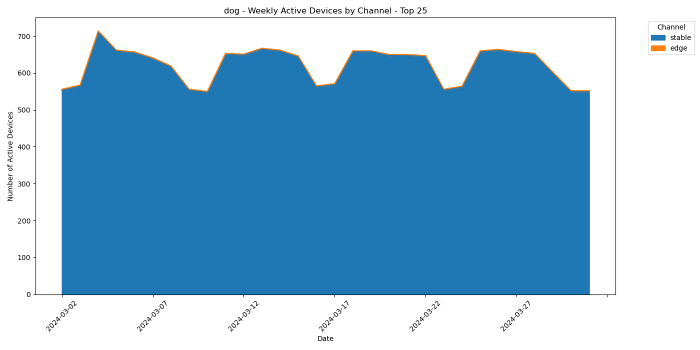 dog - Weekly Active Devices by Channel - Top 25
Channel
stable
edge
Number of Active Devices
700
600
500
400
300
200
100
0
2024-03-02
2024-03-07
2024-03-12
2024-03-17
2024-03-22
2024-03-27
Date